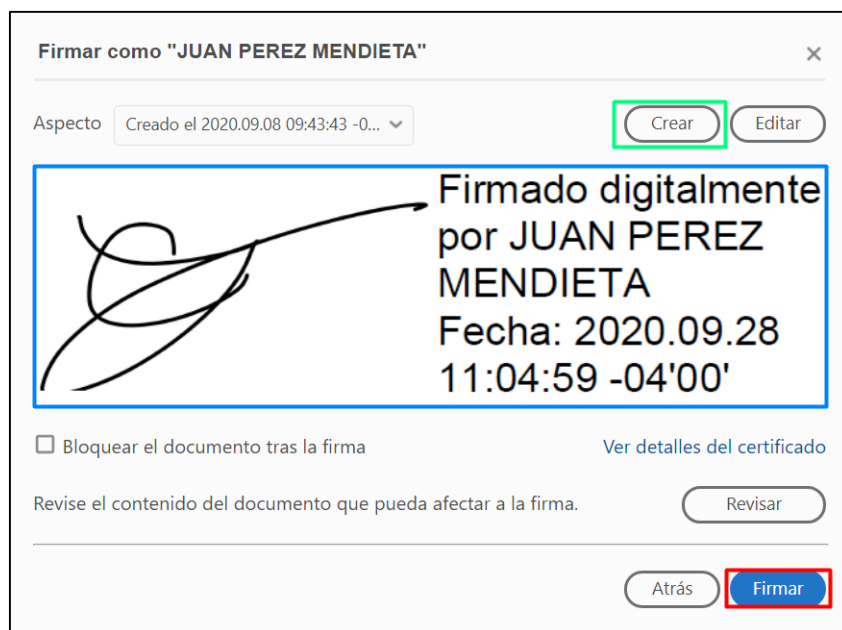 Firmar como "JUAN PEREZ MENDIETA"
Aspecto Creado el 2020.09.08 09:43:43 -0... Crear Editar
Firmado digitalmente
por JUAN PEREZ
MENDIETA
Fecha: 2020.09.28
11:04:59 -04'00'
Bloquear el documento tras la firma Ver detalles del certificado
Revise el contenido del documento que pueda afectar a la firma. Revisar
Atrás Firmar